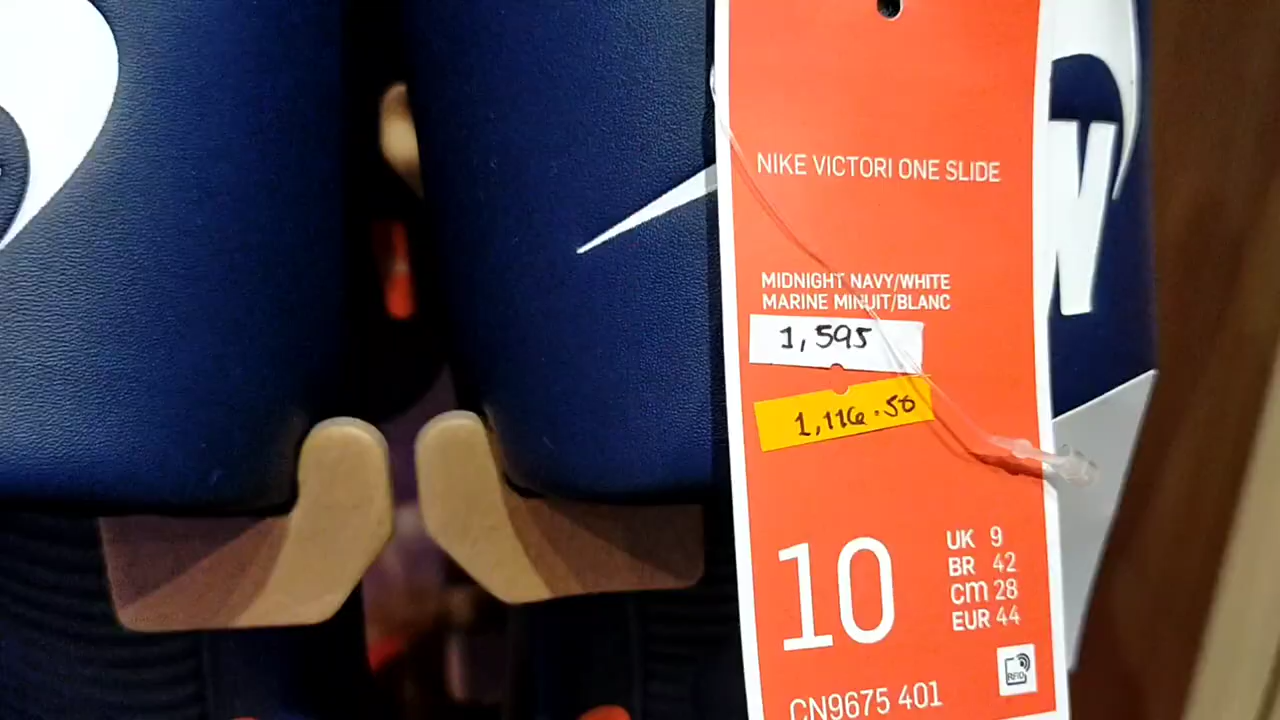 NIKE VICTORI ONE SLIDE
MIDNIGHT NAVY/WHITE
MARINE MINUIT/BLANC
1,595
1,116.50
10
UK 9
BR 42
cm 28
EUR 44
RFID
CN9675 401
W